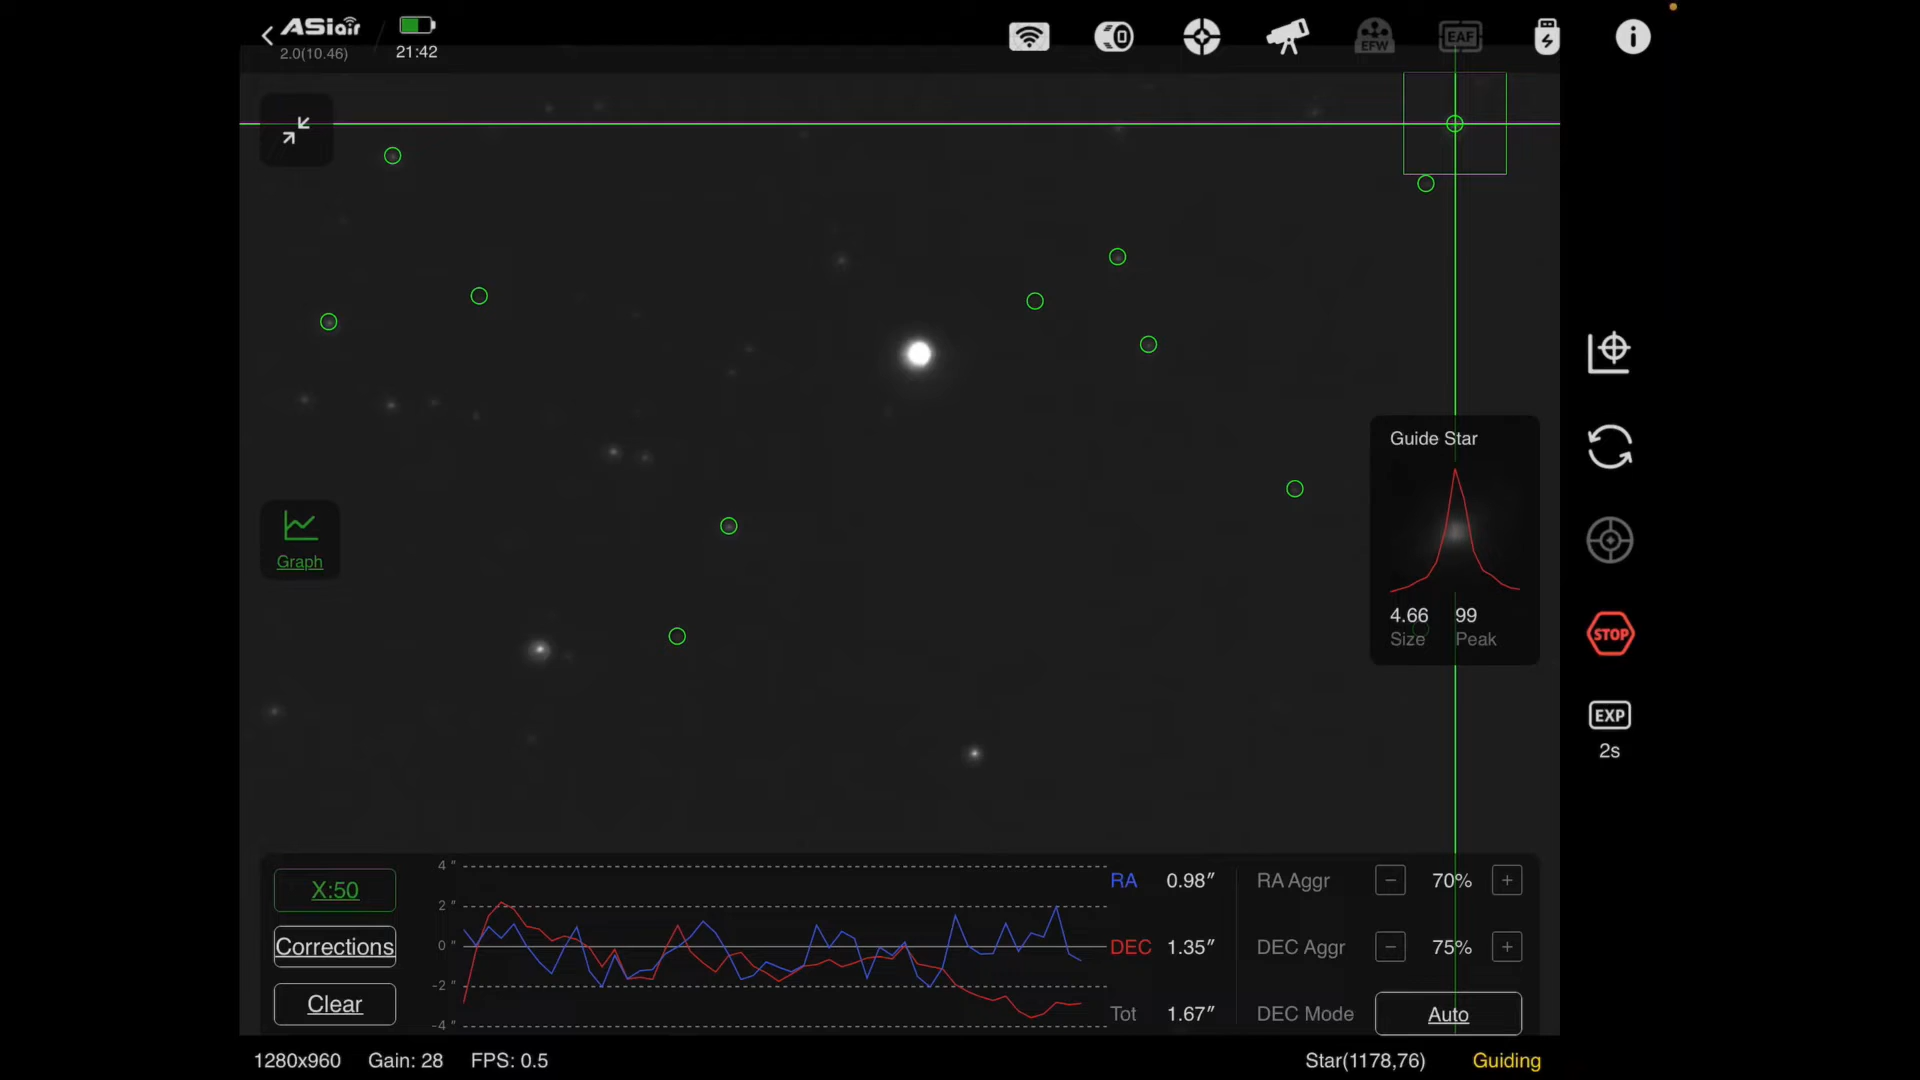 ASIair
2.0(10.46)
21:42
EFW
EAF
Graph
Guide Star
4.66 99
Size Peak
STOP
EXP
2s
X:50
Corrections
Clear
4 "
2 "
0 "
-2 "
-4 "
RA 0.98"
DEC 1.35"
Tot 1.67"
RA Aggr − 70% +
DEC Aggr − 75% +
DEC Mode Auto
1280x960 Gain: 28 FPS: 0.5 Star(1178,76) Guiding